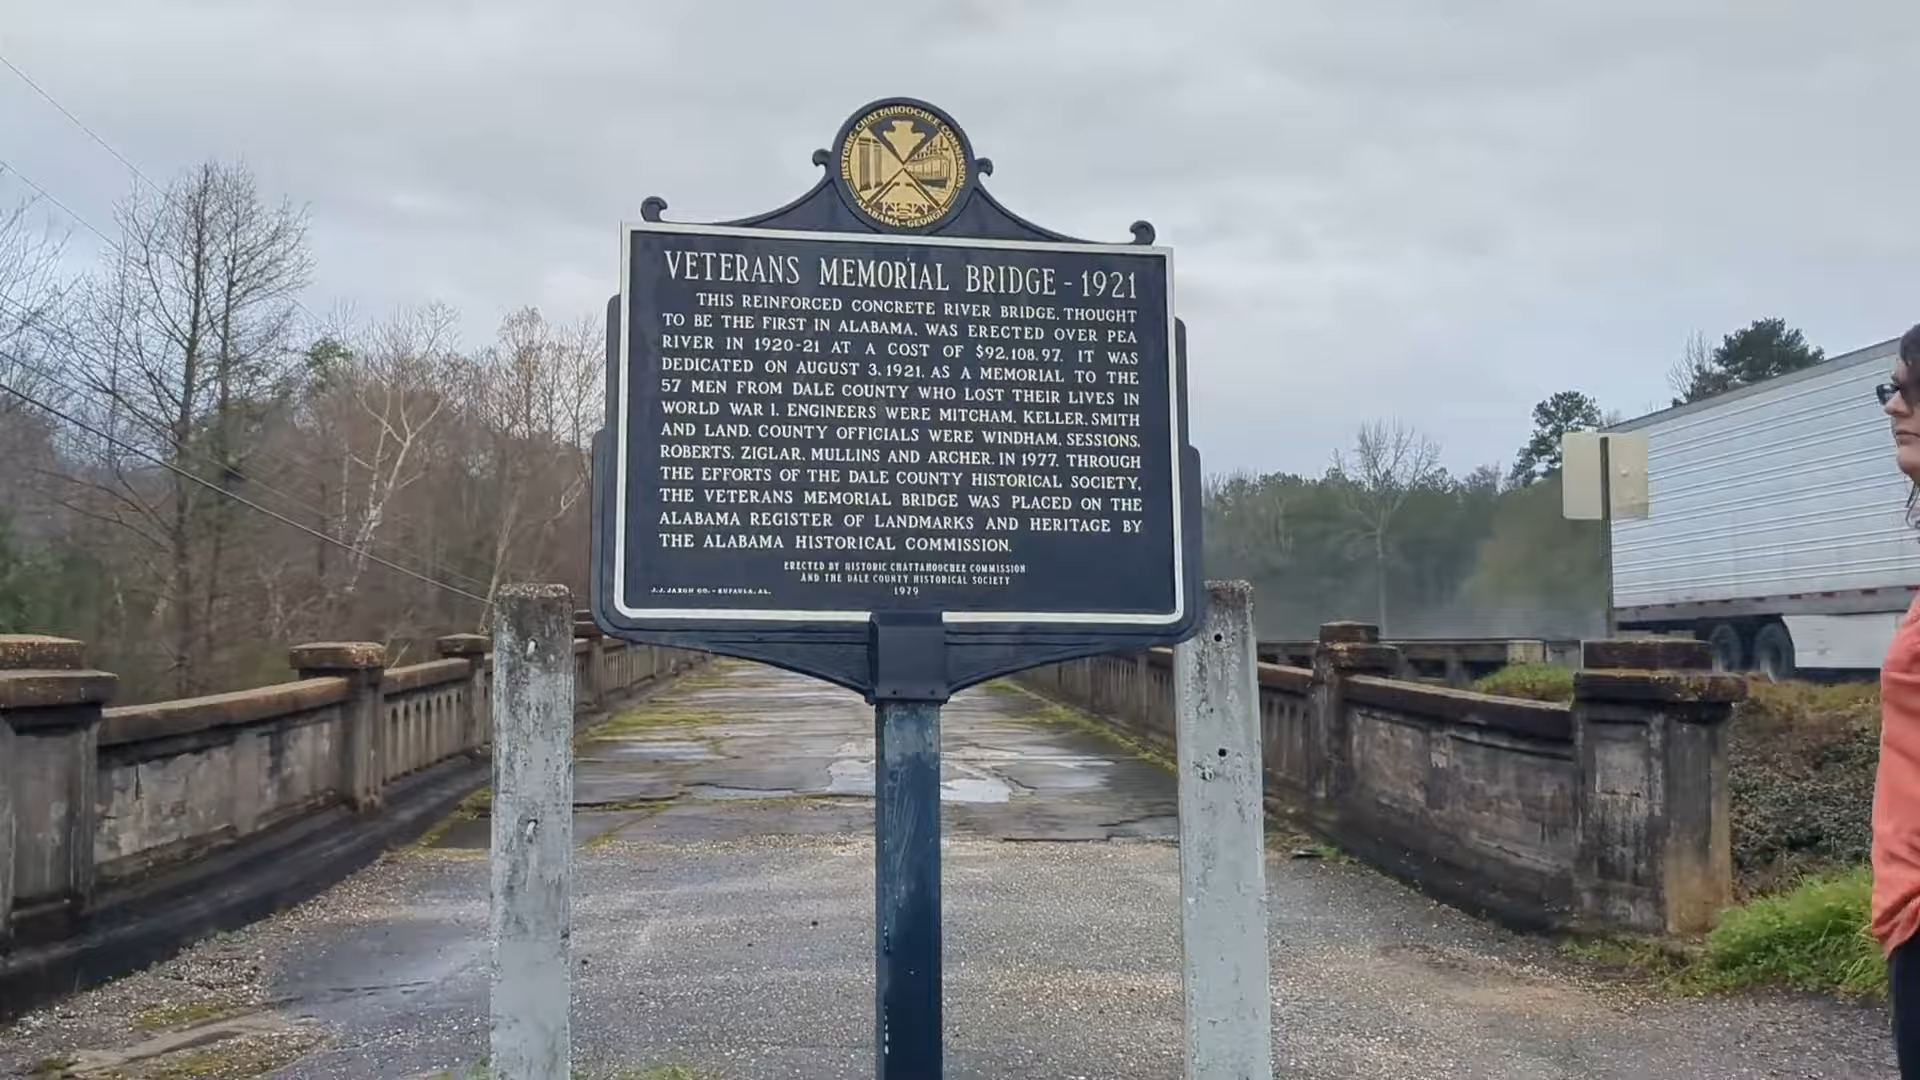 HISTORIC CHATTAHOOCHEE COMMISSION
ALABAMA-GEORGIA
VETERANS MEMORIAL BRIDGE - 1921
THIS REINFORCED CONCRETE RIVER BRIDGE, THOUGHT
TO BE THE FIRST IN ALABAMA, WAS ERECTED OVER PEA
RIVER IN 1920-21 AT A COST OF $92,108.97. IT WAS
DEDICATED ON AUGUST 3, 1921, AS A MEMORIAL TO THE
57 MEN FROM DALE COUNTY WHO LOST THEIR LIVES IN
WORLD WAR I. ENGINEERS WERE MITCHAM, KELLER, SMITH
AND LAND. COUNTY OFFICIALS WERE WINDHAM, SESSIONS,
ROBERTS, ZIGLAR, MULLINS AND ARCHER. IN 1977, THROUGH
THE EFFORTS OF THE DALE COUNTY HISTORICAL SOCIETY,
THE VETERANS MEMORIAL BRIDGE WAS PLACED ON THE
ALABAMA REGISTER OF LANDMARKS AND HERITAGE BY
THE ALABAMA HISTORICAL COMMISSION.
ERECTED BY HISTORIC CHATTAHOOCHEE COMMISSION
AND THE DALE COUNTY HISTORICAL SOCIETY
1979
J.J. JAXON CO. - EUFAULA, AL.